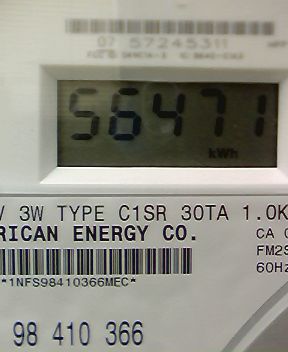 07 57245311
56471
kWh
V 3W TYPE C1SR 30TA 1.0K
RICAN ENERGY CO.
CA
FM2S
60Hz
*1NFS98410366MEC*
98 410 366